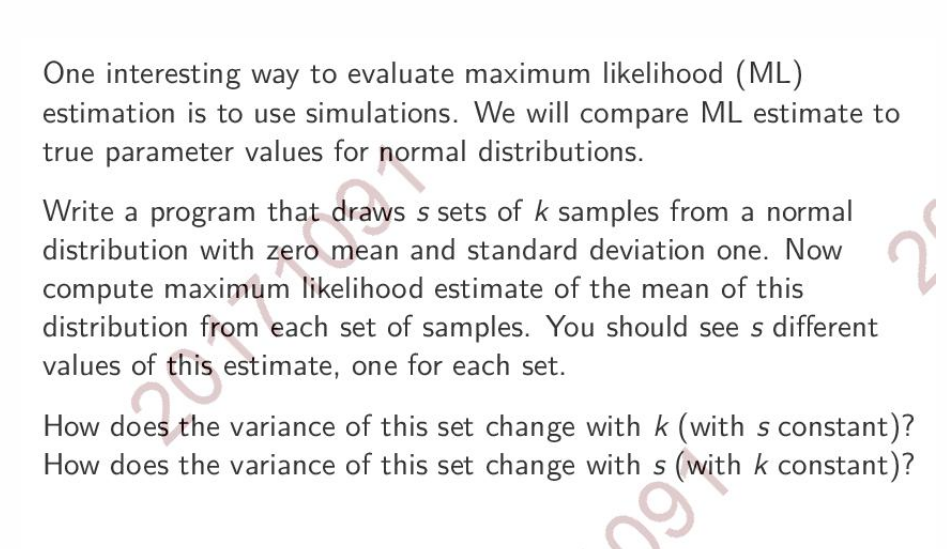 One interesting way to evaluate maximum likelihood (ML)
estimation is to use simulations. We will compare ML estimate to
true parameter values for normal distributions.
Write a program that draws s sets of k samples from a normal
distribution with zero mean and standard deviation one. Now
compute maximum likelihood estimate of the mean of this
distribution from each set of samples. You should see s different
values of this estimate, one for each set.
How does the variance of this set change with k (with s constant)?
How does the variance of this set change with s (with k constant)?
20171091
20
091